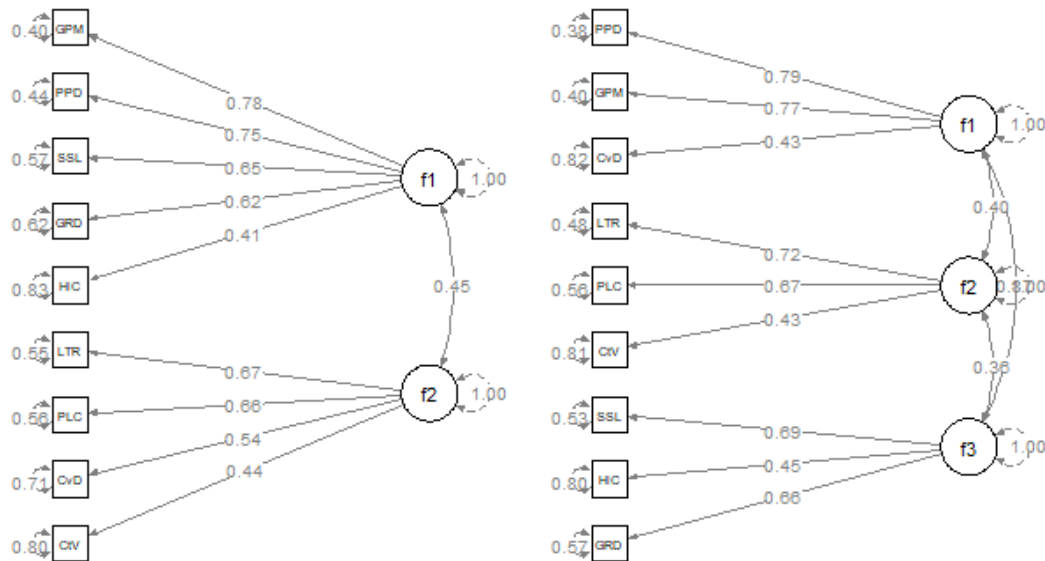 0.40 GPM
0.78
0.44 PPD
0.75
0.57 SSL
0.65
f1 1.00
0.62 GRD
0.62
0.83 HIC
0.41
0.45
0.55 LTR
0.67
0.56 PLC
0.66
f2 1.00
0.71 CvD
0.54
0.80 CtV
0.44
0.38 PPD
0.79
0.40 GPM
0.77
f1 1.00
0.82 CvD
0.43
0.40
0.48 LTR
0.72
0.56 PLC
0.67
f2
0.81 CtV
0.43
0.36
0.53 SSL
0.69
0.80 HIC
0.45
f3 1.00
0.57 GRD
0.66